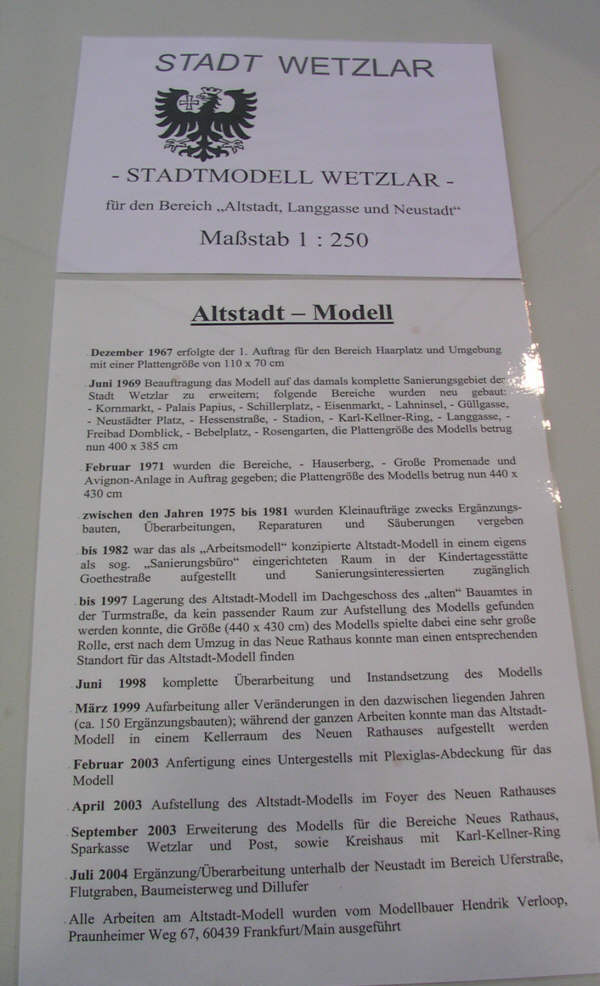 STADT WETZLAR
- STADTMODELL WETZLAR -
für den Bereich „Altstadt, Langgasse und Neustadt“
Maßstab 1 : 250
Altstadt – Modell
Dezember 1967 erfolgte der 1. Auftrag für den Bereich Haarplatz und Umgebung
mit einer Plattengröße von 110 x 70 cm
Juni 1969 Beauftragung das Modell auf das damals komplette Sanierungsgebiet der
Stadt Wetzlar zu erweitern; folgende Bereiche wurden neu gebaut:
- Kornmarkt, - Palais Papius, - Schillerplatz, - Eisenmarkt, - Lahninsel, - Güllgasse,
- Neustädter Platz, - Hessenstraße, - Stadion, - Karl-Kellner-Ring, - Langgasse, -
Freibad Domblick, - Bebelplatz, - Rosengarten, die Plattengröße des Modells betrug
nun 400 x 385 cm
Februar 1971 wurden die Bereiche, - Hauserberg, - Große Promenade und
Avignon-Anlage in Auftrag gegeben; die Plattengröße des Modells betrug nun 440 x
430 cm
zwischen den Jahren 1975 bis 1981 wurden Kleinaufträge zwecks Ergänzungs-
bauten, Überarbeitungen, Reparaturen und Säuberungen vergeben
bis 1982 war das als „Arbeitsmodell“ konzipierte Altstadt-Modell in einem eigens
als sog. „Sanierungsbüro“ eingerichteten Raum in der Kindertagesstätte
Goethestraße aufgestellt und Sanierungsinteressierten zugänglich
bis 1997 Lagerung des Altstadt-Modell im Dachgeschoss des „alten“ Bauamtes in
der Turmstraße, da kein passender Raum zur Aufstellung des Modells gefunden
werden konnte, die Größe (440 x 430 cm) des Modells spielte dabei eine sehr große
Rolle, erst nach dem Umzug in das Neue Rathaus konnte man einen entsprechenden
Standort für das Altstadt-Modell finden
Juni 1998 komplette Überarbeitung und Instandsetzung des Modells
März 1999 Aufarbeitung aller Veränderungen in den dazwischen liegenden Jahren
(ca. 150 Ergänzungsbauten); während der ganzen Arbeiten konnte man das Altstadt-
Modell in einem Kellerraum des Neuen Rathauses aufgestellt werden
Februar 2003 Anfertigung eines Untergestells mit Plexiglas-Abdeckung für das
Modell
April 2003 Aufstellung des Altstadt-Modells im Foyer des Neuen Rathauses
September 2003 Erweiterung des Modells für die Bereiche Neues Rathaus,
Sparkasse Wetzlar und Post, sowie Kreishaus mit Karl-Kellner-Ring
Juli 2004 Ergänzung/Überarbeitung unterhalb der Neustadt im Bereich Uferstraße,
Flutgraben, Baumeisterweg und Dillufer
Alle Arbeiten am Altstadt-Modell wurden vom Modellbauer Hendrik Verloop,
Praunheimer Weg 67, 60439 Frankfurt/Main ausgeführt